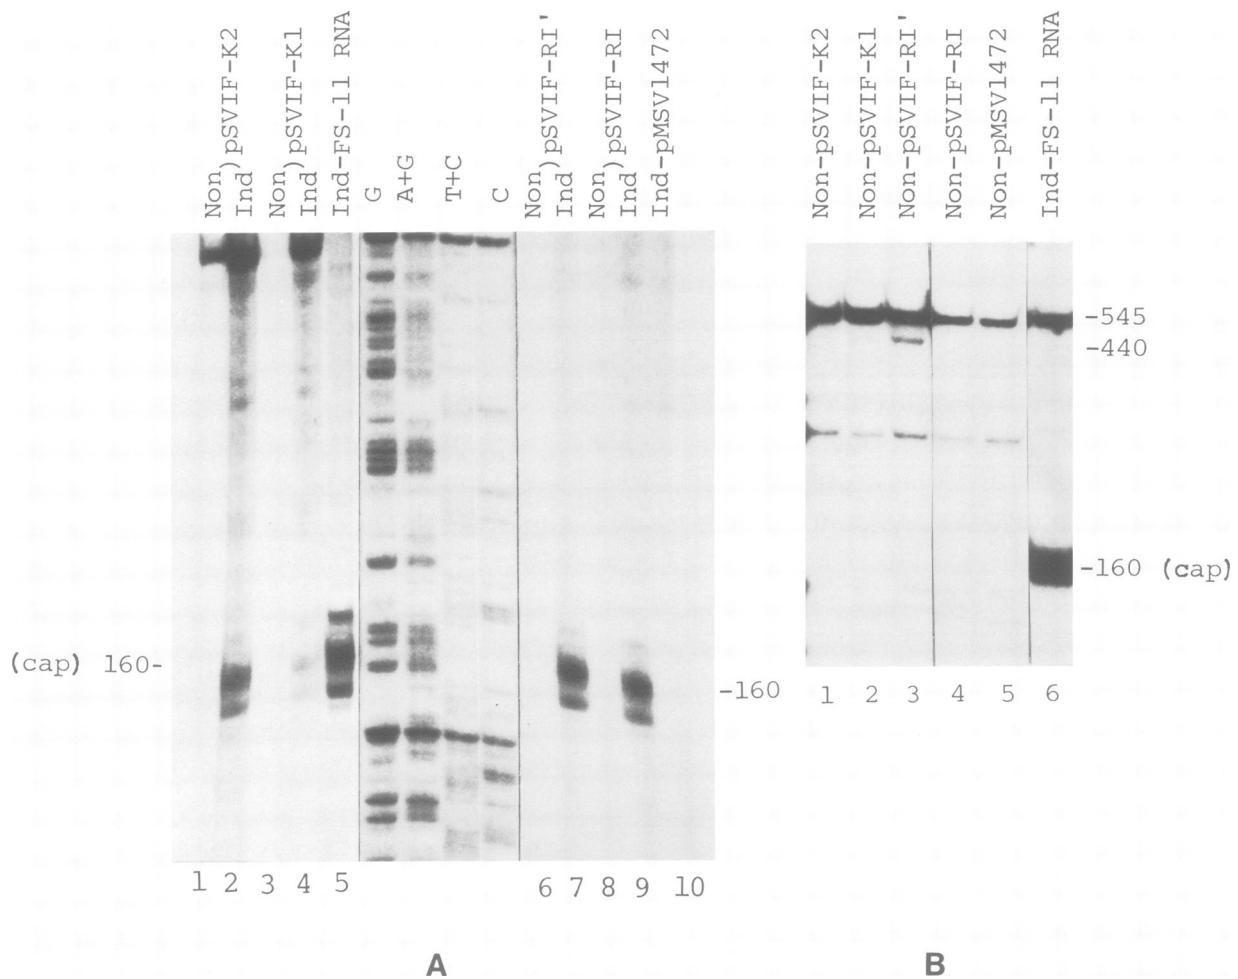 Non)pSVIF-K2
Ind
Non)pSVIF-K1
Ind
Ind-FS-11 RNA
G
A+G
T+C
C
Non)pSVIF-RI'
Ind
Non)pSVIF-RI
Ind
Ind-pMSV1472
(cap) 160-
-160
1 2 3 4 5 6 7 8 9 10
A
Non-pSVIF-K2
Non-pSVIF-K1
Non-pSVIF-RI'
Non-pSVIF-RI
Non-pMSV1472
Ind-FS-11 RNA
-545
-440
-160 (cap)
1 2 3 4 5 6
B